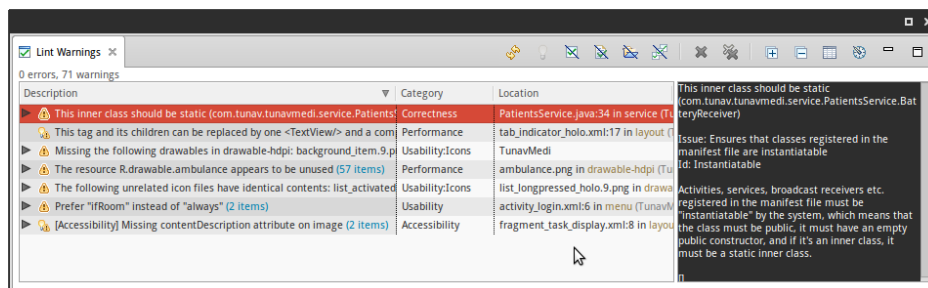 Lint Warnings
0 errors, 71 warnings
Description Category Location
This inner class should be static (com.tunav.tunavmedi.service.Patients Correctness PatientsService.java:34 in service (Tu
This tag and its children can be replaced by one <TextView/> and a com Performance tab_indicator_holo.xml:17 in layout (T
Missing the following drawables in drawable-hdpi: background_item.9.p Usability:Icons TunavMedi
The resource R.drawable.ambulance appears to be unused (57 items) Performance ambulance.png in drawable-hdpi (Tu
The following unrelated icon files have identical contents: list_activated Usability:Icons list_longpressed_holo.9.png in drawa
Prefer "ifRoom" instead of "always" (2 items) Usability activity_login.xml:6 in menu (TunavM
[Accessibility] Missing contentDescription attribute on image (2 items) Accessibility fragment_task_display.xml:8 in layou
This inner class should be static
(com.tunav.tunavmedi.service.PatientsService.Bat
teryReceiver)
Issue: Ensures that classes registered in the
manifest file are instantiatable
Id: Instantiatable
Activities, services, broadcast receivers etc.
registered in the manifest file must be
"instantiatable" by the system, which means that
the class must be public, it must have an empty
public constructor, and if it's an inner class, it
must be a static inner class.